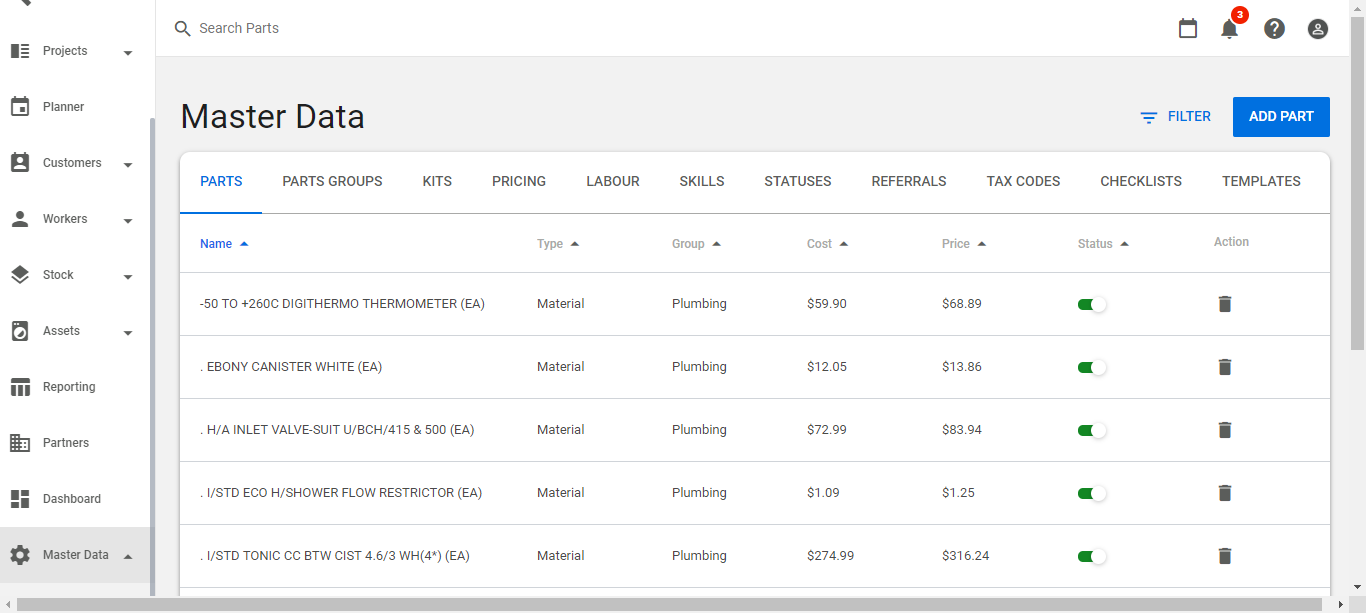 Search Parts
3
Projects
Planner
Customers
Workers
Stock
Assets
Reporting
Partners
Dashboard
Master Data
Master Data
FILTER
ADD PART
PARTS PARTS GROUPS KITS PRICING LABOUR SKILLS STATUSES REFERRALS TAX CODES CHECKLISTS TEMPLATES
Name Type Group Cost Price Status Action
-50 TO +260C DIGITHERMO THERMOMETER (EA) Material Plumbing $59.90 $68.89
. EBONY CANISTER WHITE (EA) Material Plumbing $12.05 $13.86
. H/A INLET VALVE-SUIT U/BCH/415 & 500 (EA) Material Plumbing $72.99 $83.94
. I/STD ECO H/SHOWER FLOW RESTRICTOR (EA) Material Plumbing $1.09 $1.25
. I/STD TONIC CC BTW CIST 4.6/3 WH(4*) (EA) Material Plumbing $274.99 $316.24